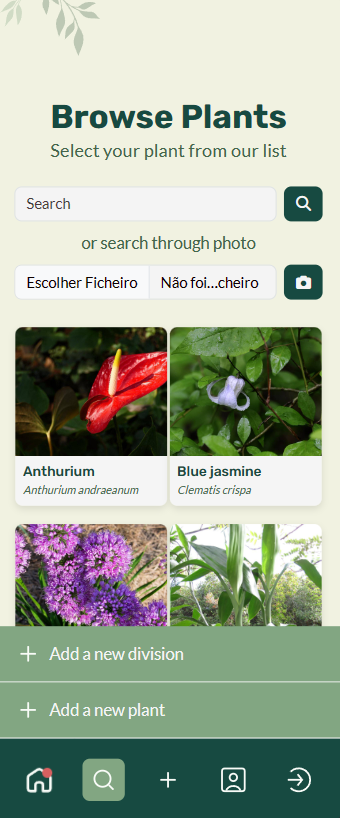 Browse Plants
Select your plant from our list
Search
or search through photo
Escolher Ficheiro Não foi...cheiro
Anthurium Blue jasmine
Anthurium andraeanum Clematis crispa
Add a new division
Add a new plant